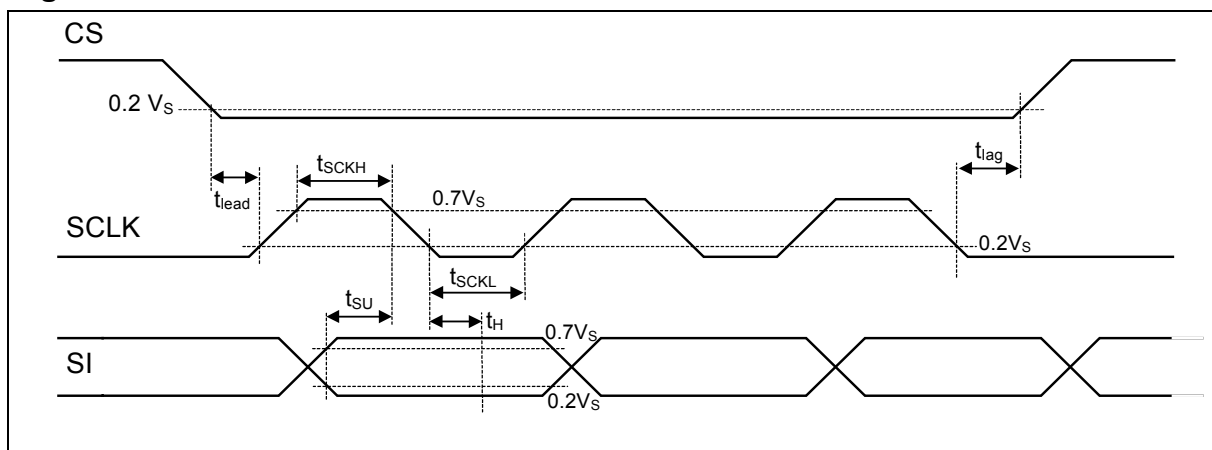 CS
0.2 VS
tlag
tSCKH
tlead
0.7VS
SCLK
0.2VS
tSCKL
tSU
tH
0.7VS
SI
0.2VS